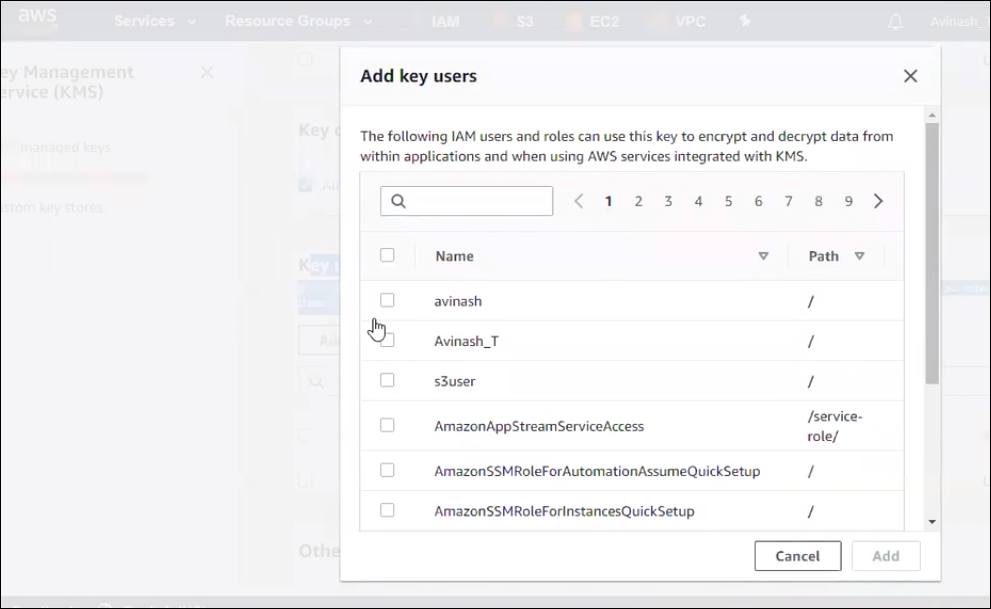 aws
Services
Resource Groups
IAM
S3
EC2
VPC
Avinash_T
ey Management
ervice (KMS)
managed keys
stom key stores
Key
Key
Othe
Add key users
The following IAM users and roles can use this key to encrypt and decrypt data from
within applications and when using AWS services integrated with KMS.
1 2 3 4 5 6 7 8 9
Name Path
avinash /
Avinash_T /
s3user /
AmazonAppStreamServiceAccess /service-
role/
AmazonSSMRoleForAutomationAssumeQuickSetup /
AmazonSSMRoleForInstancesQuickSetup /
Cancel Add